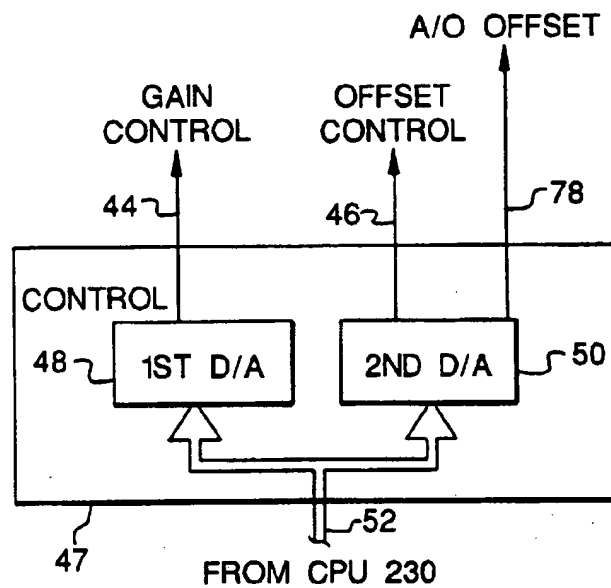 A/O OFFSET
GAIN
CONTROL
OFFSET
CONTROL
44
46
78
CONTROL
48
1ST D/A
2ND D/A
50
52
47
FROM CPU 230